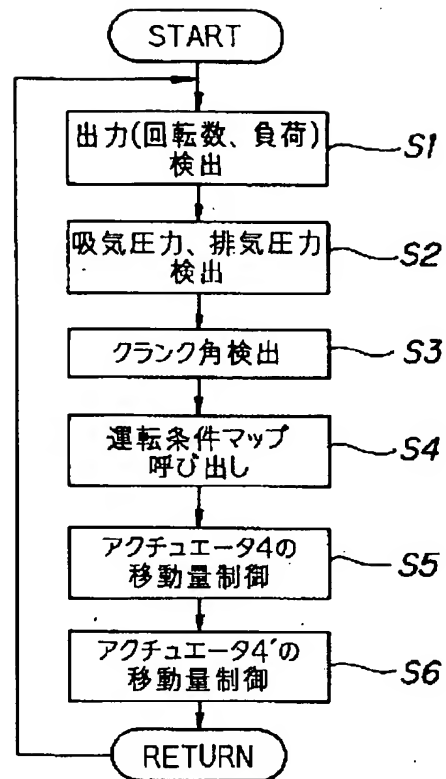 START
出力(回転数、負荷)
検出
S1
吸気圧力、排気圧力
検出
S2
クランク角検出
S3
運転条件マップ
呼び出し
S4
アクチュエータ4の
移動量制御
S5
アクチュエータ4'の
移動量制御
S6
RETURN